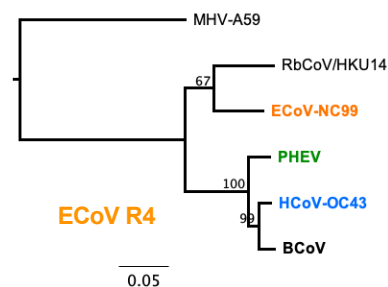 MHV-A59
RbCoV/HKU14
67
ECoV-NC99
PHEV
100
HCoV-OC43
99
ECoV R4
BCoV
0.05